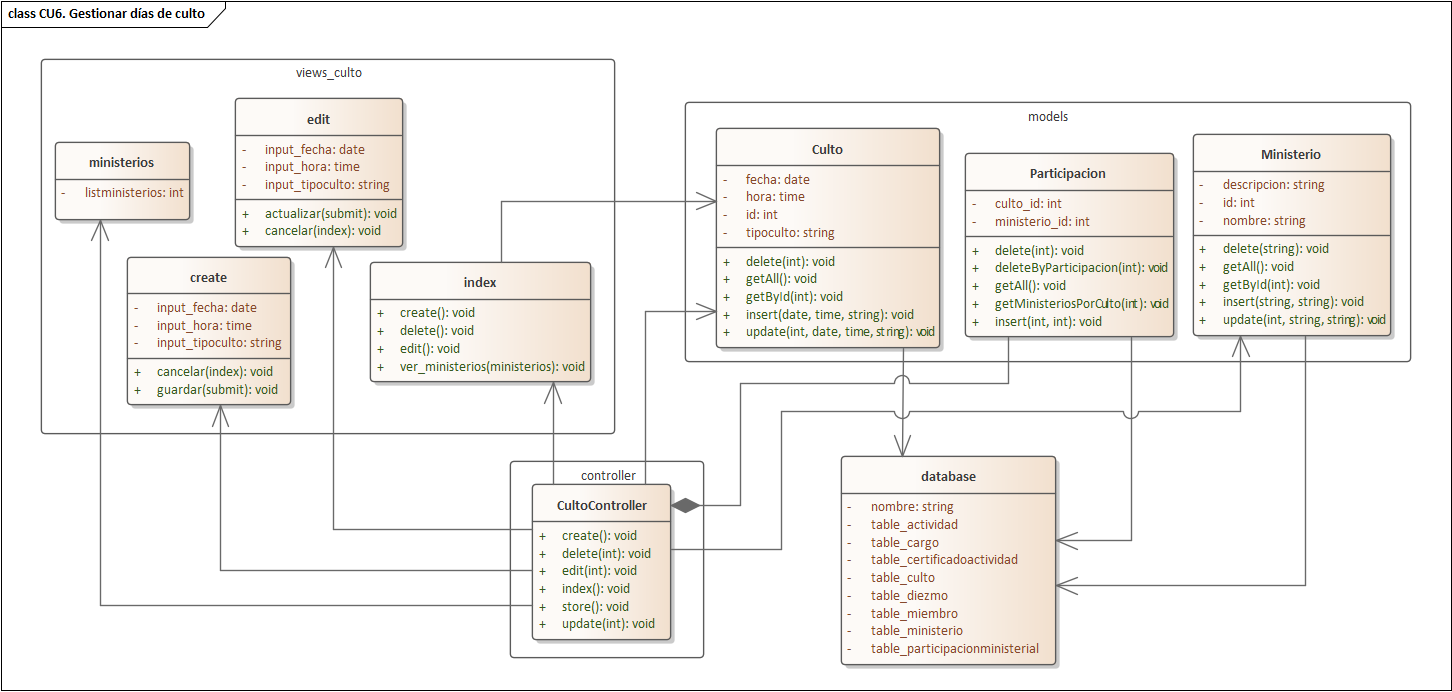 class CU6. Gestionar días de culto
views_culto
ministerios
- listministerios: int
edit
- input_fecha: date
- input_hora: time
- input_tipoculto: string
+ actualizar(submit): void
+ cancelar(index): void
create
- input_fecha: date
- input_hora: time
- input_tipoculto: string
+ cancelar(index): void
+ guardar(submit): void
index
+ create(): void
+ delete(): void
+ edit(): void
+ ver_ministerios(ministerios): void
models
Culto
- fecha: date
- hora: time
- id: int
- tipoculto: string
+ delete(int): void
+ getAll(): void
+ getById(int): void
+ insert(date, time, string): void
+ update(int, date, time, string): void
Participacion
- culto_id: int
- ministerio_id: int
+ delete(int): void
+ deleteByParticipacion(int): void
+ getAll(): void
+ getMinisteriosPorCulto(int): void
+ insert(int, int): void
Ministerio
- descripcion: string
- id: int
- nombre: string
+ delete(string): void
+ getAll(): void
+ getById(int): void
+ insert(string, string): void
+ update(int, string, string): void
controller
CultoController
+ create(): void
+ delete(int): void
+ edit(int): void
+ index(): void
+ store(): void
+ update(int): void
database
- nombre: string
- table_actividad
- table_cargo
- table_certificadoactividad
- table_culto
- table_diezmo
- table_miembro
- table_ministerio
- table_participacionministerial